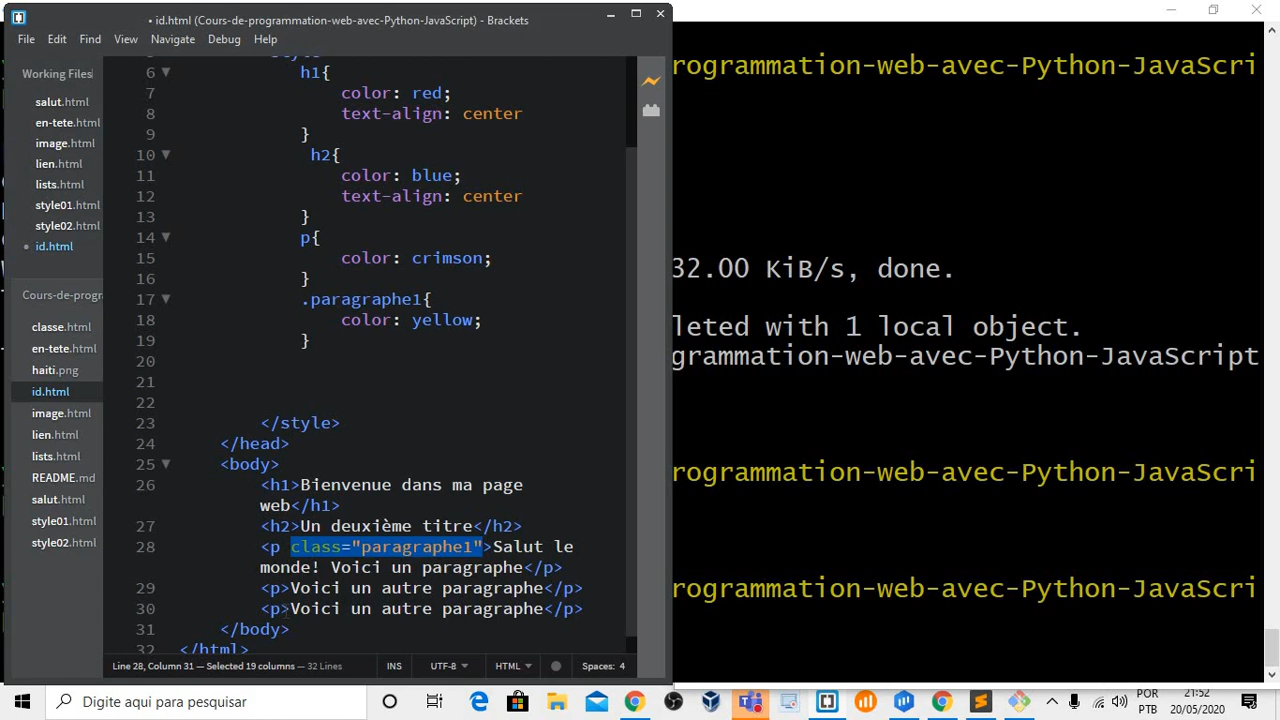 • id.html (Cours-de-programmation-web-avec-Python-JavaScript) - Brackets
File Edit Find View Navigate Debug Help
Working Files
salut.html
en-tete.html
image.html
lien.html
lists.html
style01.html
style02.html
• id.html
Cours-de-progra
classe.html
en-tete.html
haiti.png
id.html
image.html
lien.html
lists.html
README.md
salut.html
style01.html
style02.html
6 h1{
7 color: red;
8 text-align: center
9 }
10 h2{
11 color: blue;
12 text-align: center
13 }
14 p{
15 color: crimson;
16 }
17 .paragraphe1{
18 color: yellow;
19 }
20
21
22
23 </style>
24 </head>
25 <body>
26 <h1>Bienvenue dans ma page
web</h1>
27 <h2>Un deuxième titre</h2>
28 <p class="paragraphe1">Salut le
monde! Voici un paragraphe</p>
29 <p>Voici un autre paragraphe</p>
30 <p>Voici un autre paragraphe</p>
31 </body>
32 </html>
Line 28, Column 31 — Selected 19 columns — 32 Lines INS UTF-8 HTML Spaces: 4
rogrammation-web-avec-Python-JavaScri
32.00 KiB/s, done.
leted with 1 local object.
grammation-web-avec-Python-JavaScript
rogrammation-web-avec-Python-JavaScri
rogrammation-web-avec-Python-JavaScri
Digite aqui para pesquisar
POR
PTB
21:52
20/05/2020